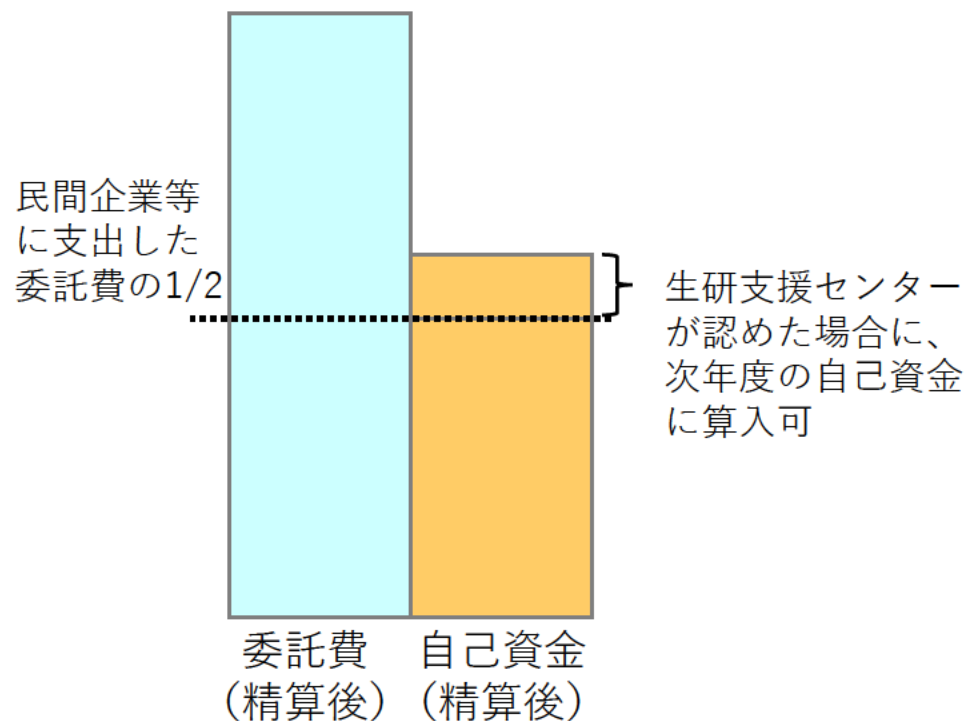 民間企業等
に支出した
委託費の1/2
生研支援センター
が認めた場合に、
次年度の自己資金
に算入可
委託費
（精算後）
自己資金
（精算後）